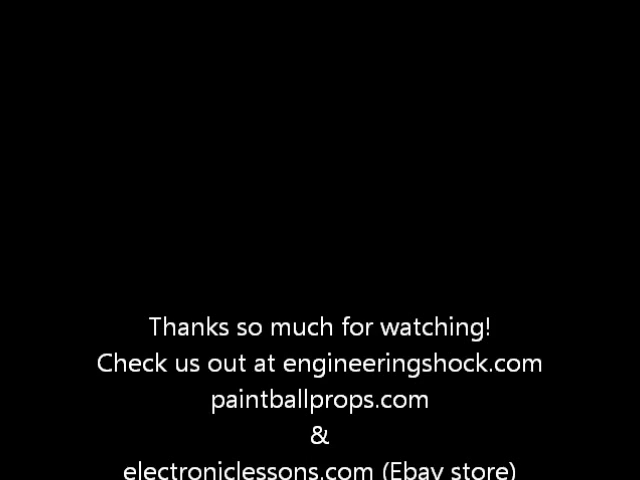 Thanks so much for watching!
Check us out at engineeringshock.com
paintballprops.com
&
electroniclessons.com (Ebay store)